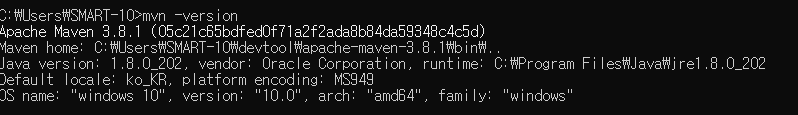 C:\Users\SMART-10>mvn -version
Apache Maven 3.8.1 (05c21c65bdfed0f71a2f2ada8b84da59348c4c5d)
Maven home: C:\Users\SMART-10\devtool\apache-maven-3.8.1\bin\..
Java version: 1.8.0_202, vendor: Oracle Corporation, runtime: C:\Program Files\Java\jre1.8.0_202
Default locale: ko_KR, platform encoding: MS949
OS name: "windows 10", version: "10.0", arch: "amd64", family: "windows"